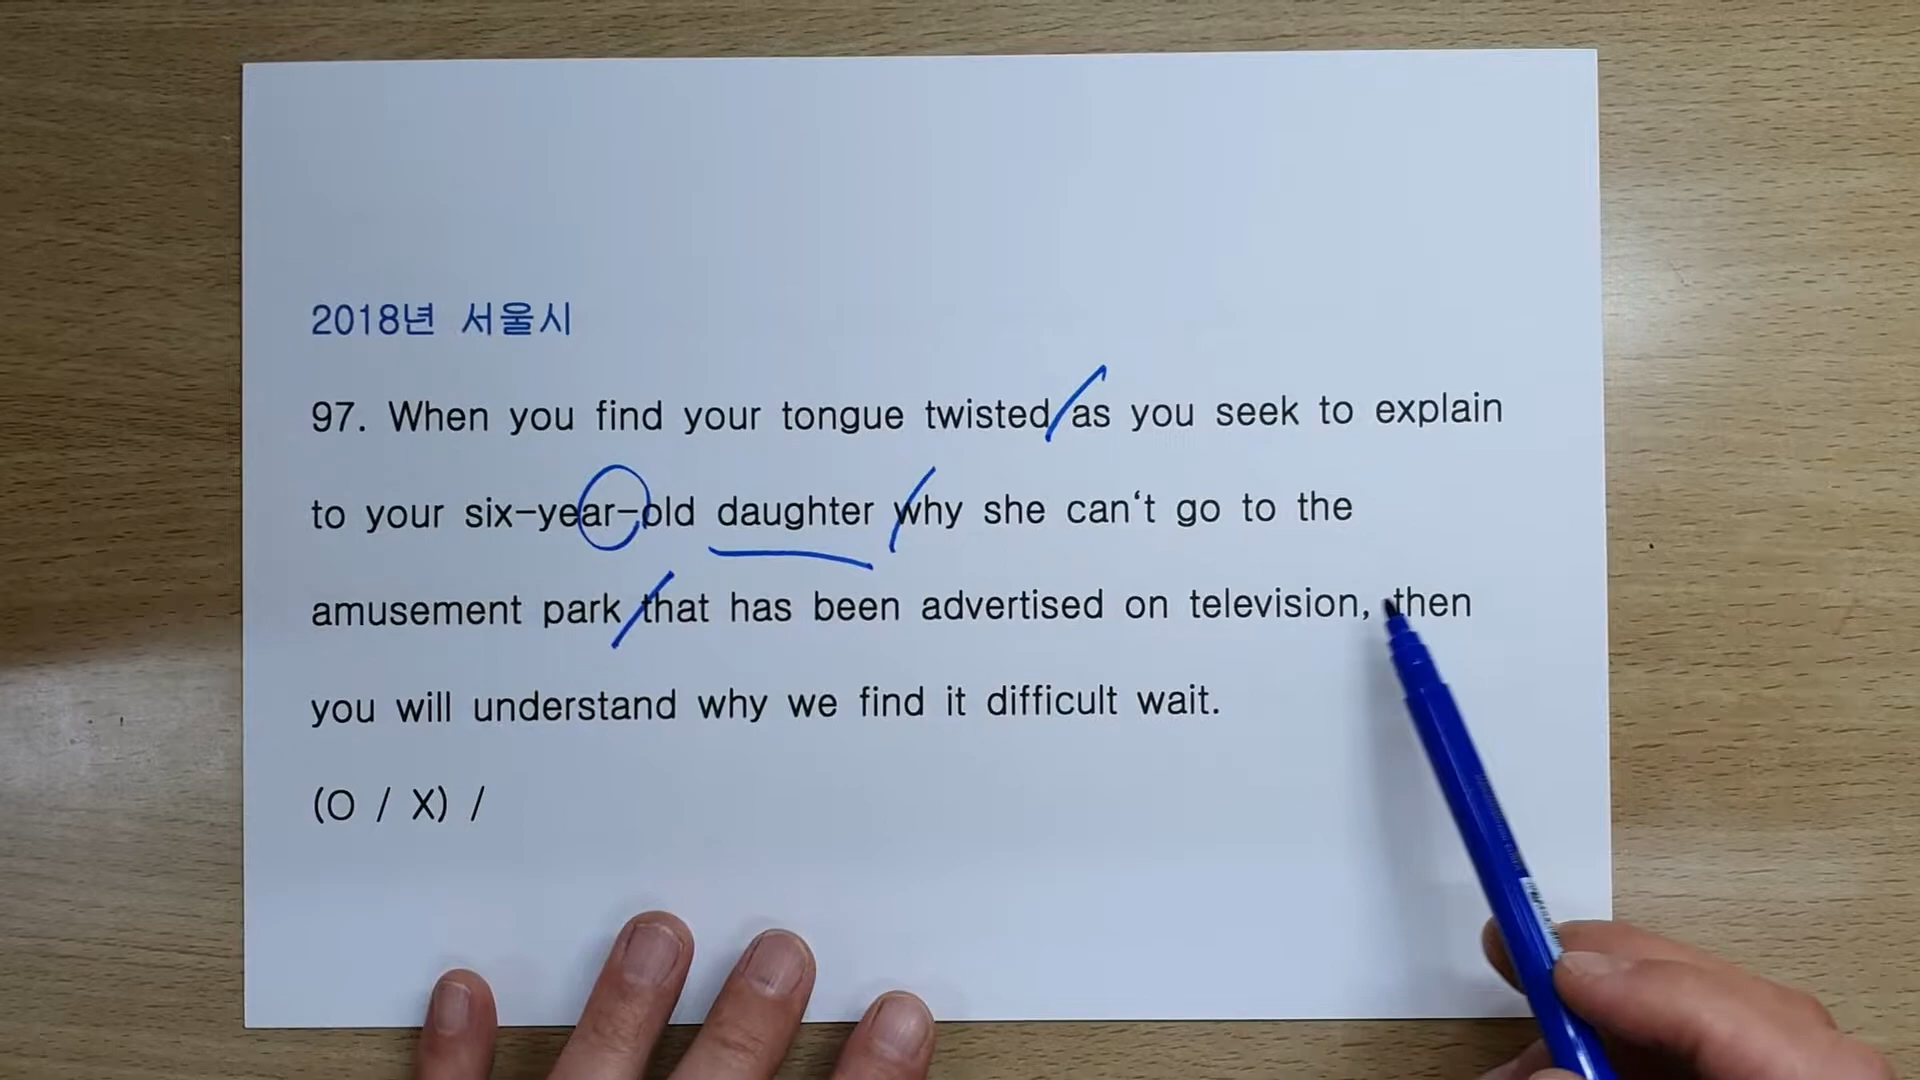 2018년 서울시
97. When you find your tongue twisted as you seek to explain
to your six-year-old daughter why she can't go to the
amusement park that has been advertised on television, then
you will understand why we find it difficult wait.
(O / X) /